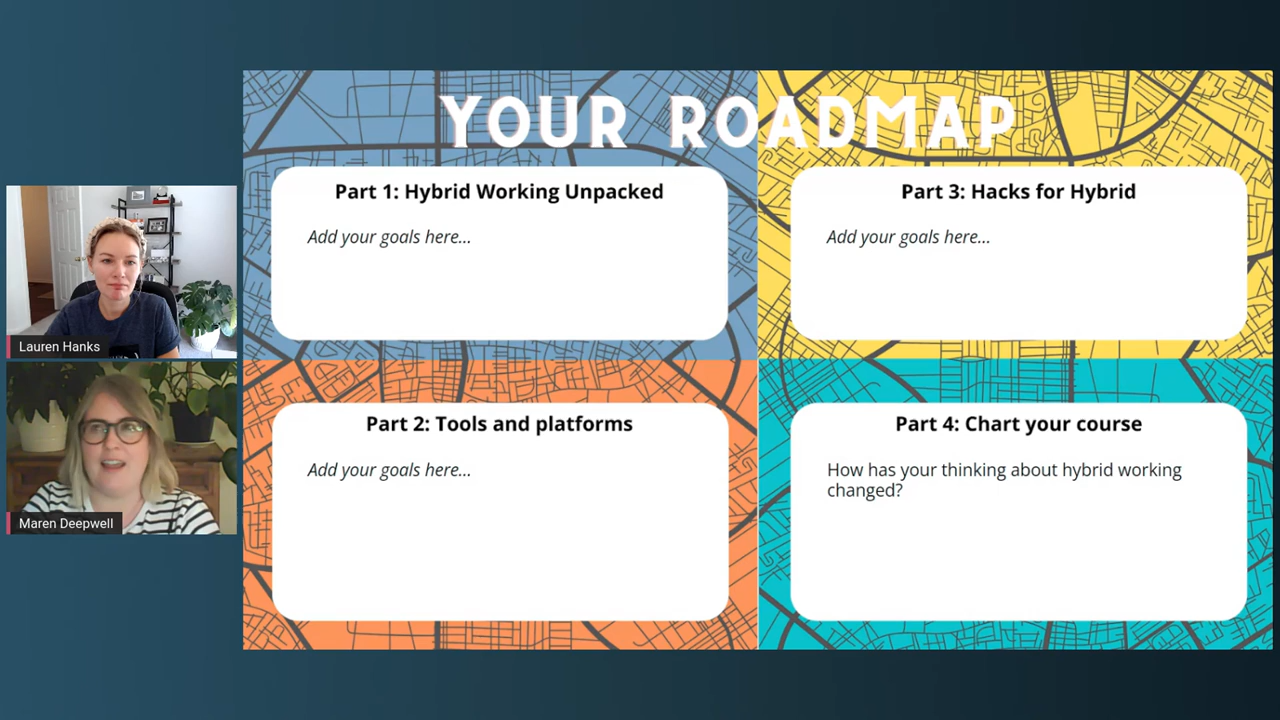 YOUR ROADMAP
Part 1: Hybrid Working Unpacked
Add your goals here...
Part 3: Hacks for Hybrid
Add your goals here...
Part 2: Tools and platforms
Add your goals here...
Part 4: Chart your course
How has your thinking about hybrid working
changed?
Lauren Hanks
Maren Deepwell